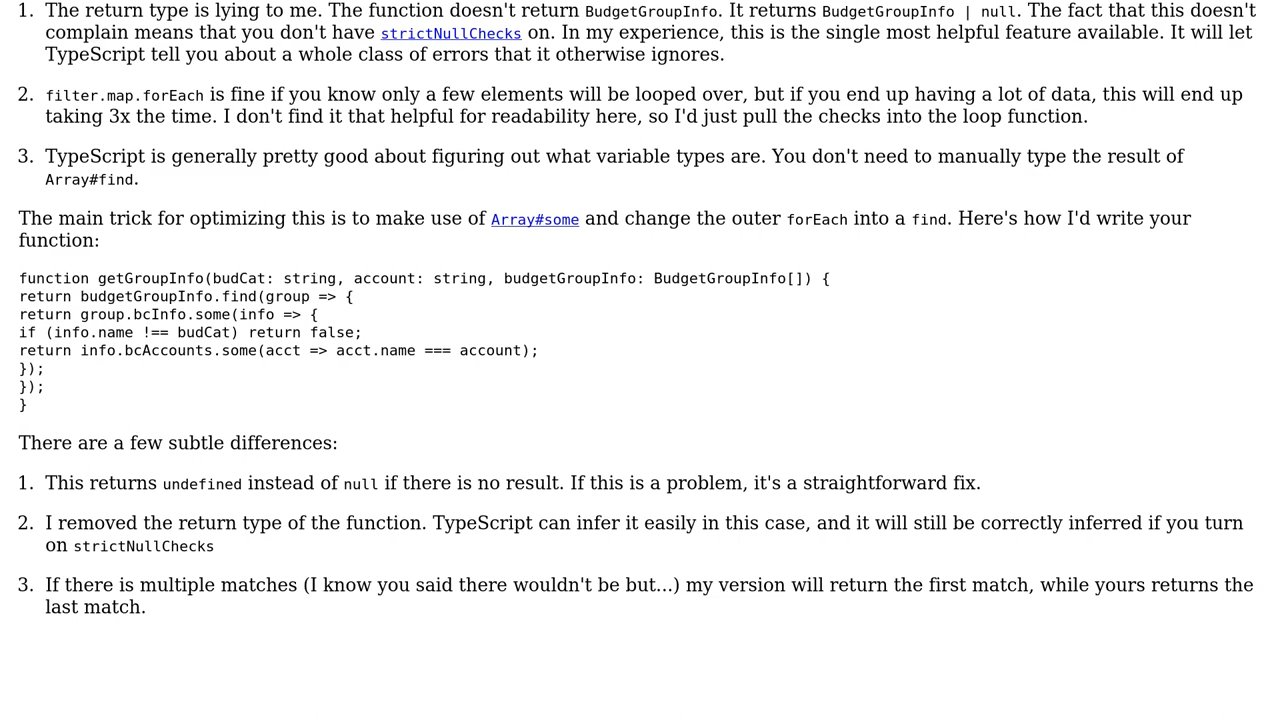 1. The return type is lying to me. The function doesn't return BudgetGroupInfo. It returns BudgetGroupInfo | null. The fact that this doesn't
complain means that you don't have strictNullChecks on. In my experience, this is the single most helpful feature available. It will let
TypeScript tell you about a whole class of errors that it otherwise ignores.
2. filter.map.forEach is fine if you know only a few elements will be looped over, but if you end up having a lot of data, this will end up
taking 3x the time. I don't find it that helpful for readability here, so I'd just pull the checks into the loop function.
3. TypeScript is generally pretty good about figuring out what variable types are. You don't need to manually type the result of
Array#find.
The main trick for optimizing this is to make use of Array#some and change the outer forEach into a find. Here's how I'd write your
function:
function getGroupInfo(budCat: string, account: string, budgetGroupInfo: BudgetGroupInfo[]) {
return budgetGroupInfo.find(group => {
return group.bcInfo.some(info => {
if (info.name !== budCat) return false;
return info.bcAccounts.some(acct => acct.name === account);
});
});
}
There are a few subtle differences:
1. This returns undefined instead of null if there is no result. If this is a problem, it's a straightforward fix.
2. I removed the return type of the function. TypeScript can infer it easily in this case, and it will still be correctly inferred if you turn
on strictNullChecks
3. If there is multiple matches (I know you said there wouldn't be but...) my version will return the first match, while yours returns the
last match.